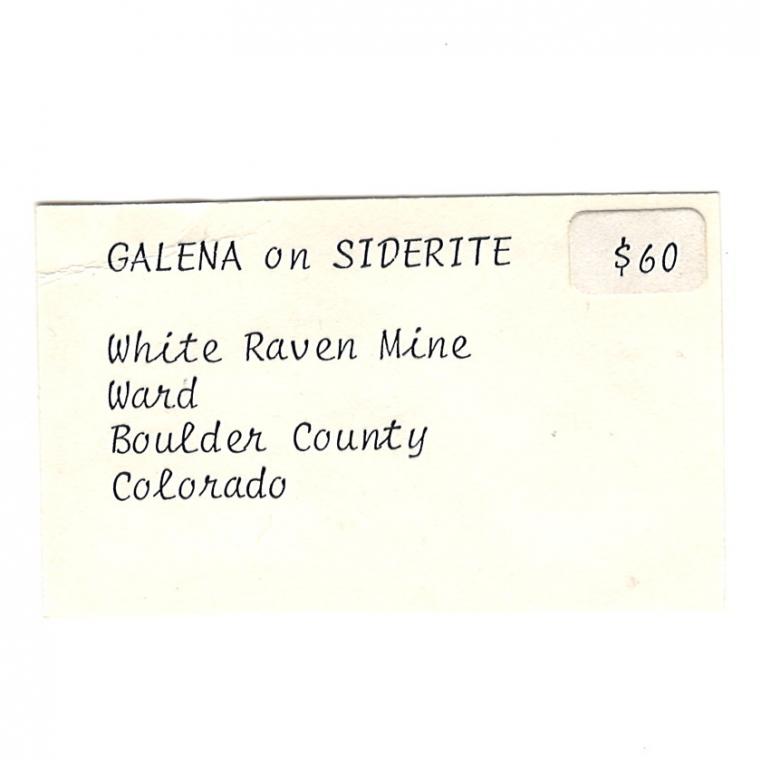 GALENA on SIDERITE $60
White Raven Mine
Ward
Boulder County
Colorado